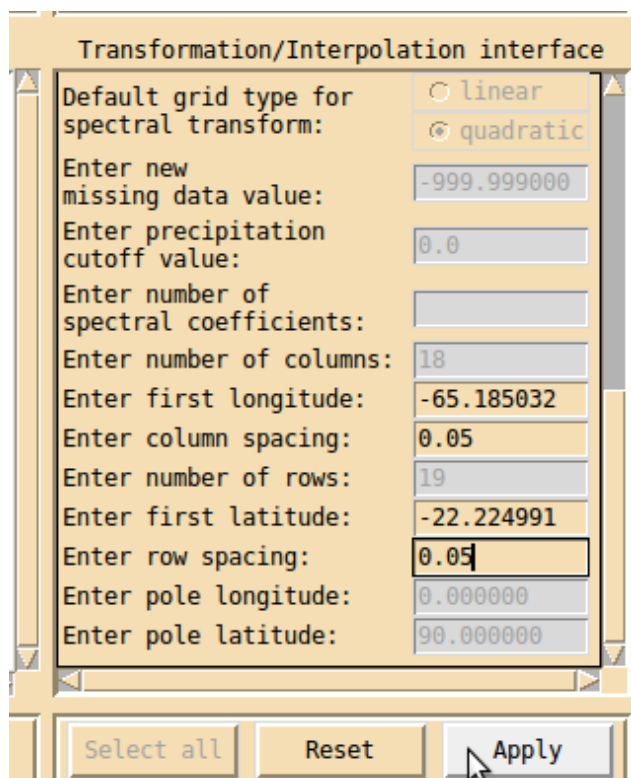 Transformation/Interpolation interface
Default grid type for
spectral transform:
linear
quadratic
Enter new
missing data value:
-999.999000
Enter precipitation
cutoff value:
0.0
Enter number of
spectral coefficients:
Enter number of columns: 18
Enter first longitude: -65.185032
Enter column spacing: 0.05
Enter number of rows: 19
Enter first latitude: -22.224991
Enter row spacing: 0.05
Enter pole longitude: 0.000000
Enter pole latitude: 90.000000
Select all Reset Apply